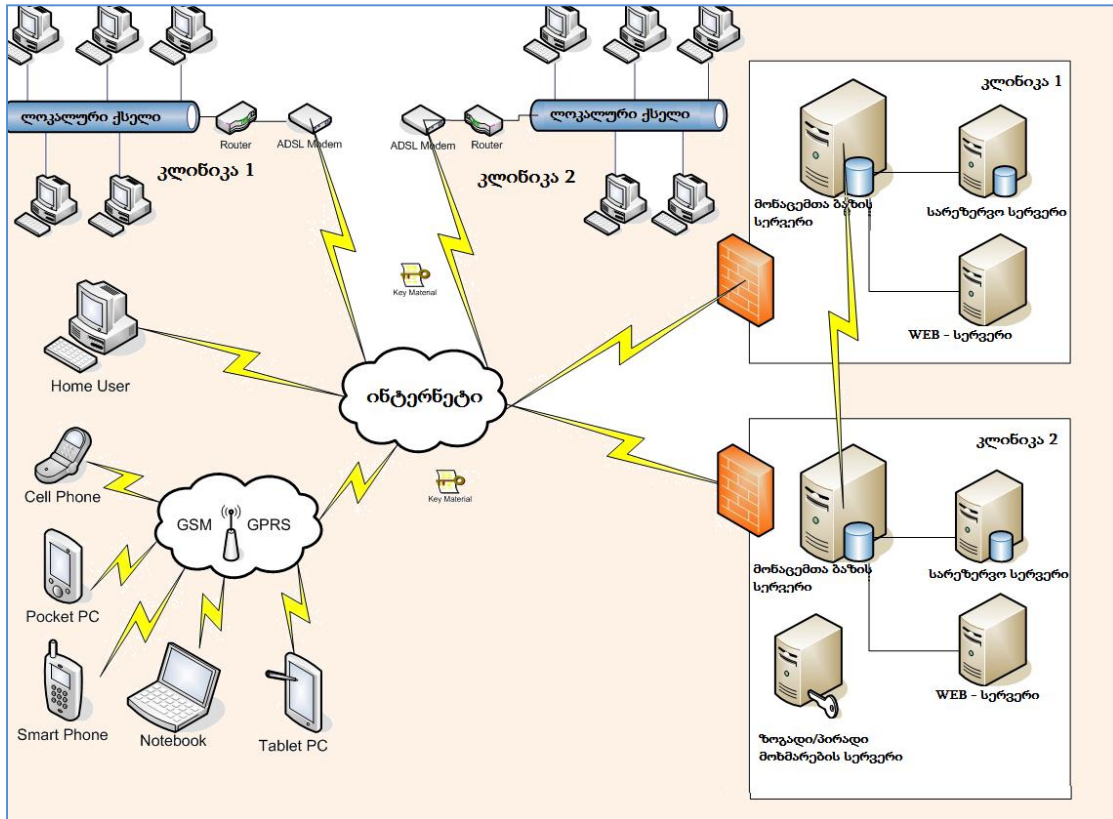 ლოკალური ქსელი
Router
ADSL Modem
კლინიკა 1
ADSL Modem
Router
ლოკალური ქსელი
კლინიკა 2
კლინიკა 1
მონაცემთა ბაზის
სერვერი
სარეზერვო სერვერი
WEB - სერვერი
Key Material
Home User
ინტერნეტი
Key Material
Cell Phone
GSM
GPRS
Pocket PC
Smart Phone
Notebook
Tablet PC
კლინიკა 2
მონაცემთა ბაზის
სერვერი
სარეზერვო სერვერი
WEB - სერვერი
ზოგადი/პირადი
მოხმარების სერვერი